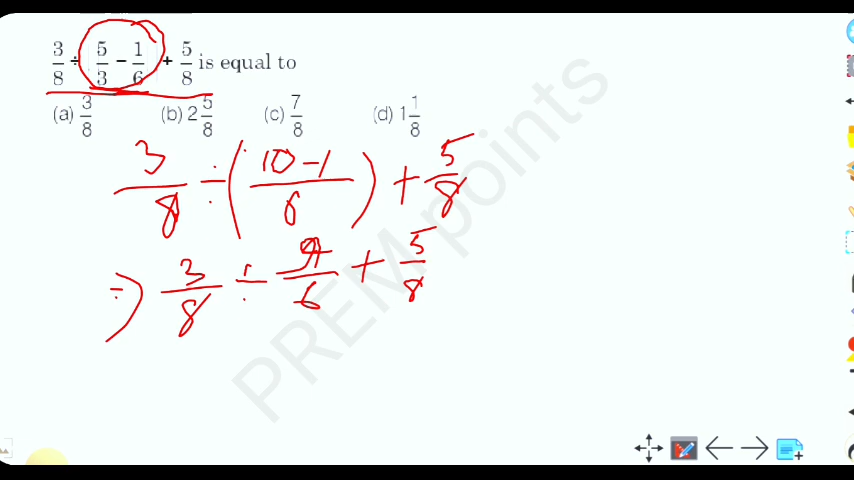 3/8 ÷ 5/3 − 1/6 + 5/8 is equal to
(a) 3/8 (b) 2 5/8 (c) 7/8 (d) 1 1/8
3/8 ÷ (10 − 1 / 6) + 5/8
⇒ 3/8 ÷ 9/6 + 5/8
PREM points